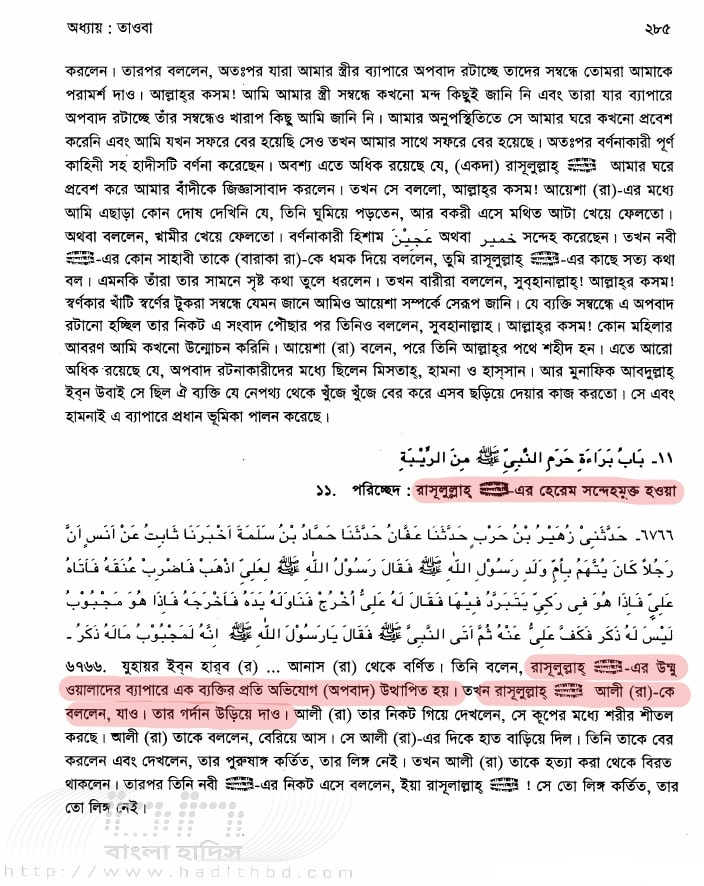 অধ্যায় : তাওবা
২৮৫
করলেন। তারপর বললেন, অতঃপর যারা আমার স্ত্রীর ব্যাপারে অপবাদ রটাচ্ছে তাদের সম্বন্ধে তোমরা আমাকে
পরামর্শ দাও। আল্লাহ্‌র কসম! আমি আমার স্ত্রী সম্বন্ধে কখনো মন্দ কিছুই জানি নি এবং তারা যার ব্যাপারে
অপবাদ রটাচ্ছে তাঁর সম্বন্ধেও খারাপ কিছু আমি জানি নি। আমার অনুপস্থিতিতে সে আমার ঘরে কখনো প্রবেশ
করেনি এবং আমি যখন সফরে বের হয়েছি সেও তখন আমার সাথে সফরে বের হয়েছে। অতঃপর বর্ণনাকারী পূর্ণ
কাহিনী সহ হাদীসটি বর্ণনা করেছেন। অবশ্য এতে অধিক রয়েছে যে, (একদা) রাসূলুল্লাহ্ ﷺ আমার ঘরে
প্রবেশ করে আমার বাঁদীকে জিজ্ঞাসাবাদ করলেন। তখন সে বললো, আল্লাহ্‌র কসম! আয়েশা (রা)-এর মধ্যে
আমি এছাড়া কোন দোষ দেখিনি যে, তিনি ঘুমিয়ে পড়তেন, আর বকরী এসে মথিত আটা খেয়ে ফেলতো।
অথবা বললেন, খামীর খেয়ে ফেলতো। বর্ণনাকারী হিশাম عَجِيْنَ অথবা خمير সন্দেহ করেছেন। তখন নবী
ﷺ-এর কোন সাহাবী তাকে (বারাকা রা)-কে ধমক দিয়ে বললেন, তুমি রাসূলুল্লাহ্ ﷺ-এর কাছে সত্য কথা
বল। এমনকি তাঁরা তার সামনে সৃষ্ট কথা তুলে ধরলেন। তখন বারীরা বললেন, সুব্‌হানাল্লাহ্! আল্লাহ্‌র কসম!
স্বর্ণকার খাঁটি স্বর্ণের টুকরা সম্বন্ধে যেমন জানে আমিও আয়েশা সম্পর্কে সেরূপ জানি। যে ব্যক্তি সম্বন্ধে এ অপবাদ
রটানো হচ্ছিল তার নিকট এ সংবাদ পৌঁছার পর তিনিও বললেন, সুবহানাল্লাহ। আল্লাহ্‌র কসম! কোন মহিলার
আবরণ আমি কখনো উন্মোচন করিনি। আয়েশা (রা) বলেন, পরে তিনি আল্লাহ্‌র পথে শহীদ হন। এতে আরো
অধিক রয়েছে যে, অপবাদ রটনাকারীদের মধ্যে ছিলেন মিসতাহ্, হামনা ও হাস্‌সান। আর মুনাফিক আবদুল্লাহ্
ইব্‌ন উবাই সে ছিল ঐ ব্যক্তি যে নেপথ্য থেকে খুঁজে খুঁজে বের করে এসব ছড়িয়ে দেয়ার কাজ করতো। সে এবং
হামনাই এ ব্যাপারে প্রধান ভূমিকা পালন করেছে।
١١- بَابُ بَرَاءَةِ حَرَمِ النَّبِيِّ ﷺ مِنَ الرِّيْبَةِ
১১. পরিচ্ছেদ : রাসূলুল্লাহ্ ﷺ-এর হেরেম সন্দেহমুক্ত হওয়া
٦٧٦٦- حَدَّثَنِىْ زُهَيْرُ بْنُ حَرْبٍ حَدَّثَنَا عَفَّانُ حَدَّثَنَا حَمَّادُ بْنُ سَلَمَةَ اَخْبَرَنَا ثَابِتٌ عَنْ اَنَسٍ اَنَّ
رَجُلاً كَانَ يُتَّهَمُ بِأُمِّ وَلَدِ رَسُوْلِ اللّٰهِ ﷺ فَقَالَ رَسُوْلُ اللّٰهِ ﷺ لِعَلِىٍّ اذْهَبْ فَاضْرِبْ عُنُقَهُ فَاَتَاهُ
عَلِىٌّ فَاِذَا هُوَ فِى رَكِىٍّ يَتَبَرَّدُ فِيْهَا فَقَالَ لَهُ عَلِىٌّ اُخْرُجْ فَنَاوَلَهُ يَدَهُ فَاَخْرَجَهُ فَاِذَا هُوَ مَجْبُوْبٌ
لَيْسَ لَهُ ذَكَرٌ فَكَفَّ عَلِىٌّ عَنْهُ ثُمَّ اَتَى النَّبِىَّ ﷺ فَقَالَ يَارَسُوْلَ اللّٰهِ ﷺ اِنَّهُ لَمَجْبُوْبٌ مَالَهُ ذَكَرٌ -
৬৭৬৬. যুহায়র ইব্‌ন হার্‌ব (র) ... আনাস (রা) থেকে বর্ণিত। তিনি বলেন, রাসূলুল্লাহ্ ﷺ-এর উম্মু
ওয়ালাদের ব্যাপারে এক ব্যক্তির প্রতি অভিযোগ (অপবাদ) উত্থাপিত হয়। তখন রাসূলুল্লাহ্ ﷺ আলী (রা)-কে
বললেন, যাও। তার গর্দান উড়িয়ে দাও। আলী (রা) তার নিকট গিয়ে দেখলেন, সে কূপের মধ্যে শরীর শীতল
করছে। আলী (রা) তাকে বললেন, বেরিয়ে আস। সে আলী (রা)-এর দিকে হাত বাড়িয়ে দিল। তিনি তাকে বের
করলেন এবং দেখলেন, তার পুরুষাঙ্গ কর্তিত, তার লিঙ্গ নেই। তখন আলী (রা) তাকে হত্যা করা থেকে বিরত
থাকলেন। তারপর তিনি নবী ﷺ-এর নিকট এসে বললেন, ইয়া রাসূলাল্লাহ্ ﷺ ! সে তো লিঙ্গ কর্তিত, তার
তো লিঙ্গ নেই।
বাংলা হাদিস
http://www.hadithbd.com